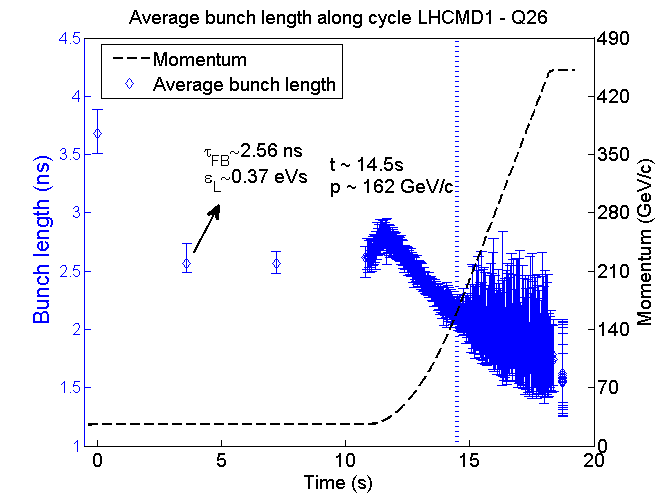 Average bunch length along cycle LHCMD1 - Q26
4.5
4
3.5
3
2.5
2
1.5
1
Bunch length (ns)
490
420
350
280
210
140
70
0
Momentum (GeV/c)
Momentum
Average bunch length
τFB~2.56 ns
εL~0.37 eVs
t ~ 14.5s
p ~ 162 GeV/c
0 5 10 15 20
Time (s)